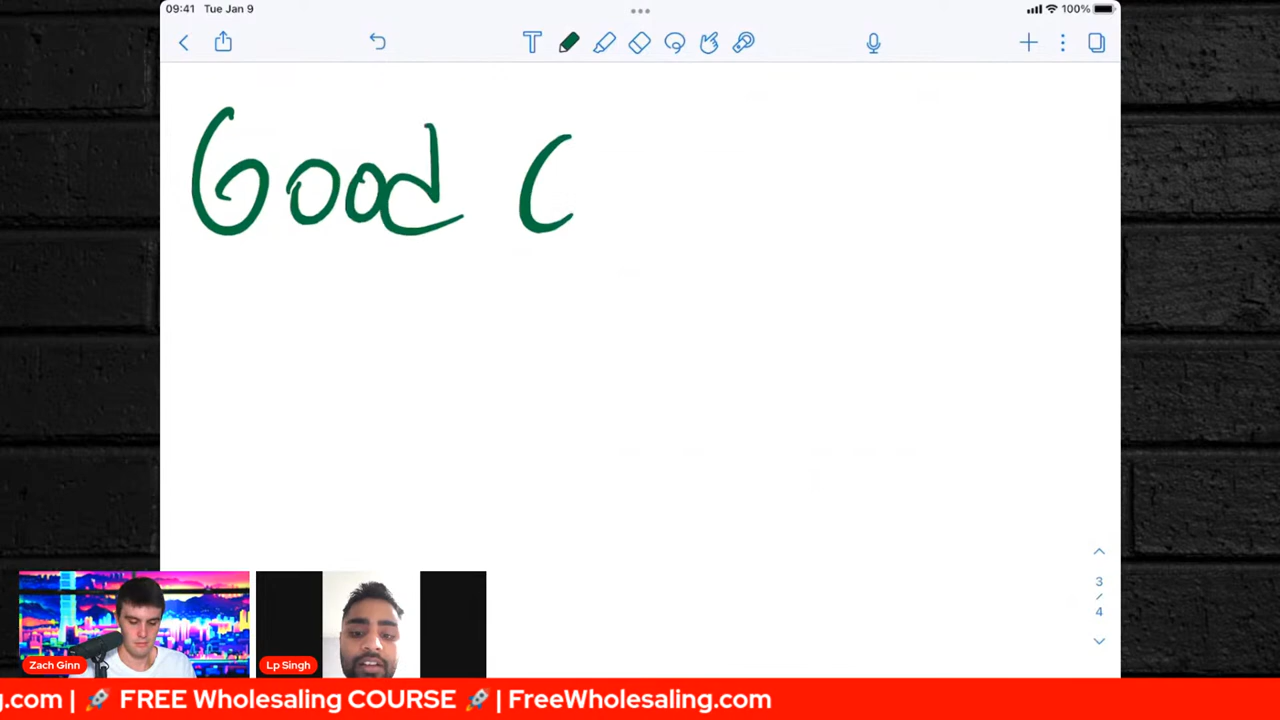 09:41 Tue Jan 9
100%
T
Good C
3
/
4
Zach Ginn
Lp Singh
g.com | 🚀 FREE Wholesaling COURSE 🚀 | FreeWholesaling.com